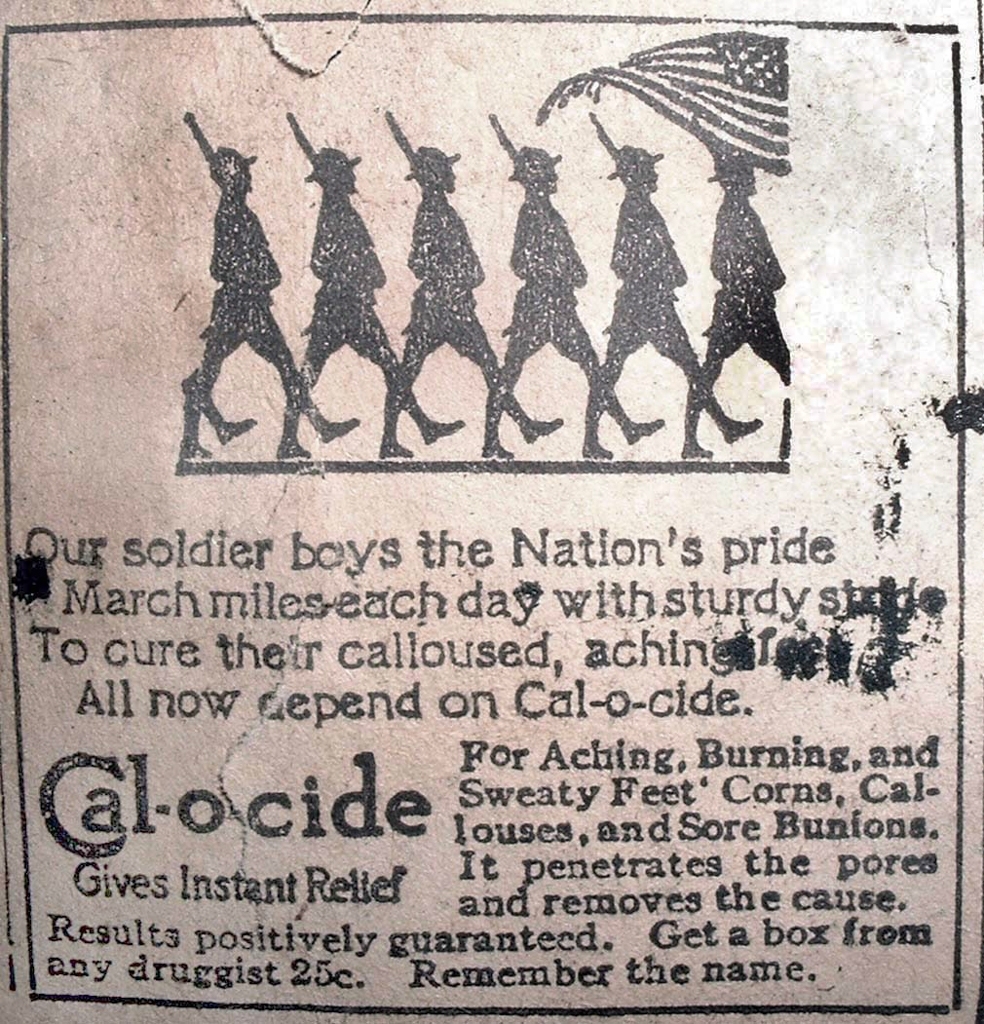 Our soldier boys the Nation's pride
March miles each day with sturdy stride
To cure their calloused, aching feet
All now depend on Cal-o-cide.
Cal-o-cide
Gives Instant Relief
For Aching, Burning, and
Sweaty Feet' Corns, Cal-
louses, and Sore Bunions.
It penetrates the pores
and removes the cause.
Results positively guaranteed. Get a box from
any druggist 25c. Remember the name.